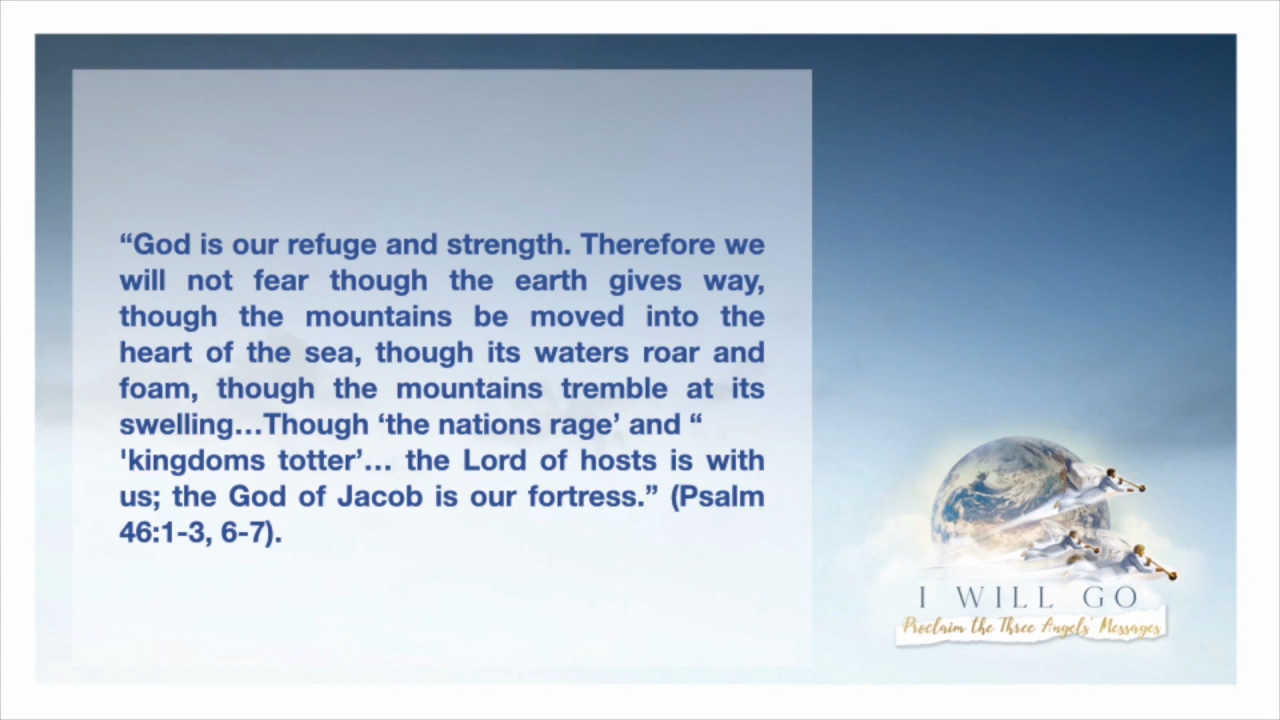 “God is our refuge and strength. Therefore we
will not fear though the earth gives way,
though the mountains be moved into the
heart of the sea, though its waters roar and
foam, though the mountains tremble at its
swelling…Though ‘the nations rage’ and “
'kingdoms totter’… the Lord of hosts is with
us; the God of Jacob is our fortress.” (Psalm
46:1-3, 6-7).
I WILL GO
Proclaim the Three Angels’ Messages